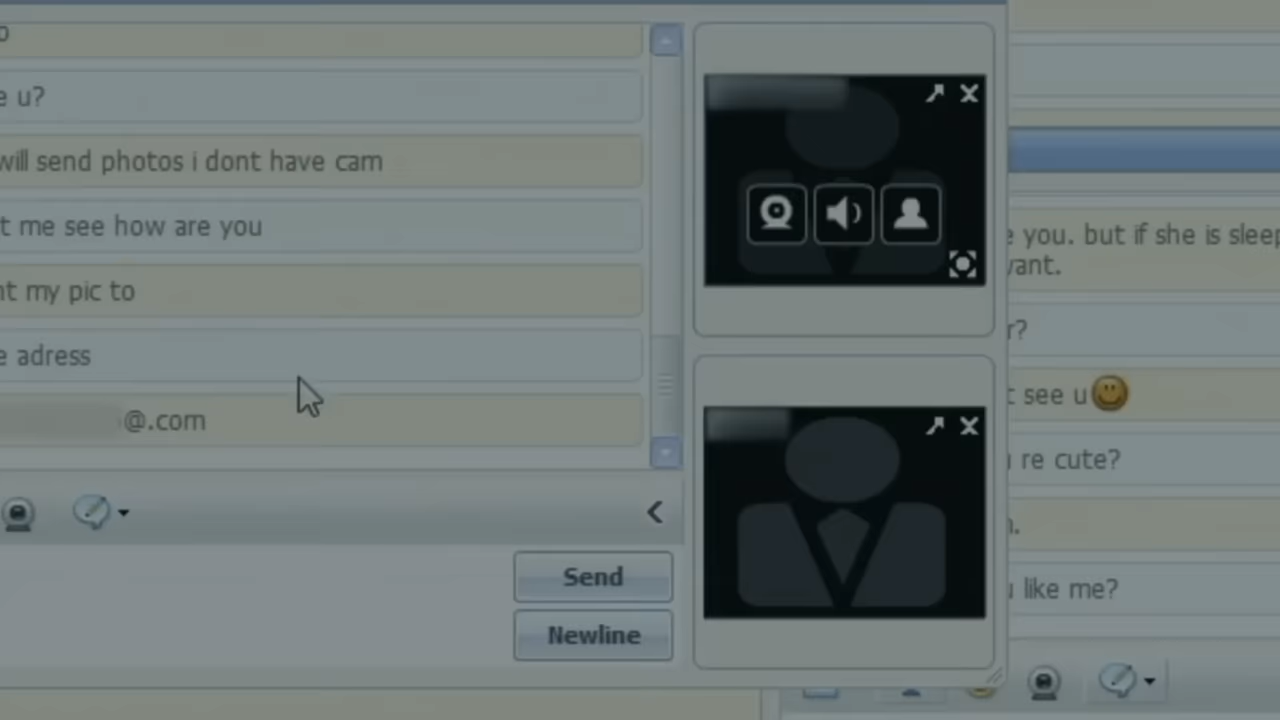 o
e u?
will send photos i dont have cam
t me see how are you
nt my pic to
e adress
@.com
Send
Newline
e you. but if she is sleep
vant.
r?
t see u
u re cute?
n.
u like me?